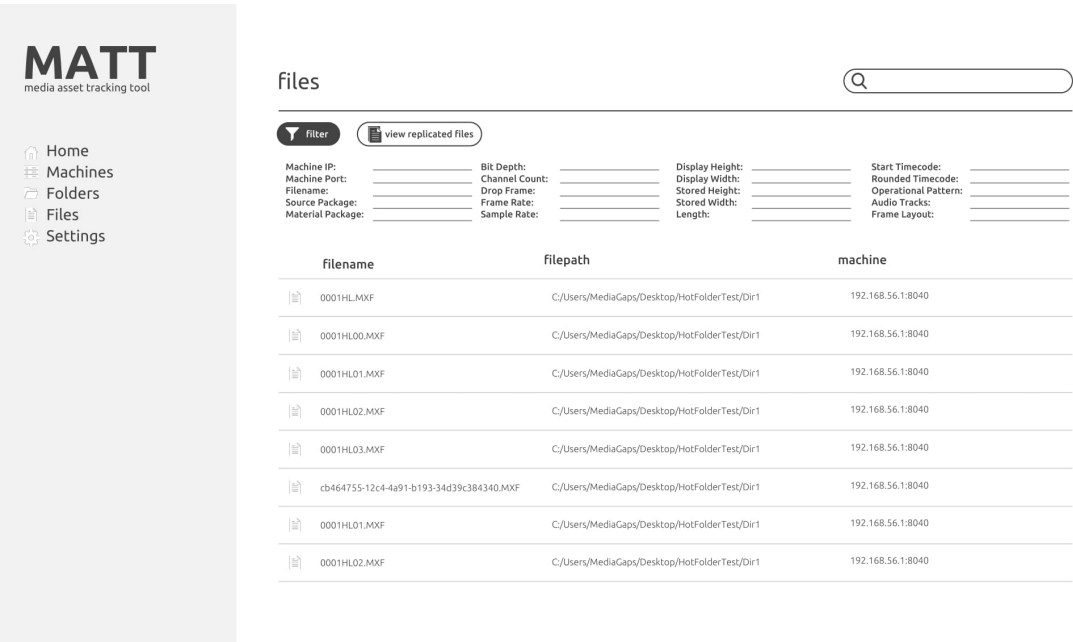 MATT
media asset tracking tool
Home
Machines
Folders
Files
Settings
files
filter
view replicated files
Machine IP:
Machine Port:
Filename:
Source Package:
Material Package:
Bit Depth:
Channel Count:
Drop Frame:
Frame Rate:
Sample Rate:
Display Height:
Display Width:
Stored Height:
Stored Width:
Length:
Start Timecode:
Rounded Timecode:
Operational Pattern:
Audio Tracks:
Frame Layout:
filename filepath machine
0001HL.MXF C:/Users/MediaGaps/Desktop/HotFolderTest/Dir1 192.168.56.1:8040
0001HL00.MXF C:/Users/MediaGaps/Desktop/HotFolderTest/Dir1 192.168.56.1:8040
0001HL01.MXF C:/Users/MediaGaps/Desktop/HotFolderTest/Dir1 192.168.56.1:8040
0001HL02.MXF C:/Users/MediaGaps/Desktop/HotFolderTest/Dir1 192.168.56.1:8040
0001HL03.MXF C:/Users/MediaGaps/Desktop/HotFolderTest/Dir1 192.168.56.1:8040
cb464755-12c4-4a91-b193-34d39c384340.MXF C:/Users/MediaGaps/Desktop/HotFolderTest/Dir1 192.168.56.1:8040
0001HL01.MXF C:/Users/MediaGaps/Desktop/HotFolderTest/Dir1 192.168.56.1:8040
0001HL02.MXF C:/Users/MediaGaps/Desktop/HotFolderTest/Dir1 192.168.56.1:8040